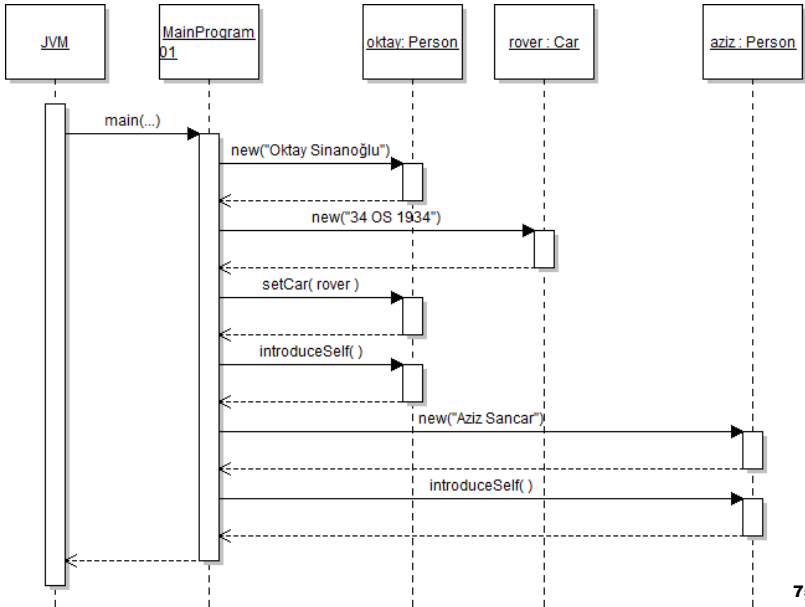 JVM
MainProgram
01
oktay: Person
rover : Car
aziz : Person
main(...)
new("Oktay Sinanoğlu")
new("34 OS 1934")
setCar( rover )
introduceSelf( )
new("Aziz Sancar")
introduceSelf( )